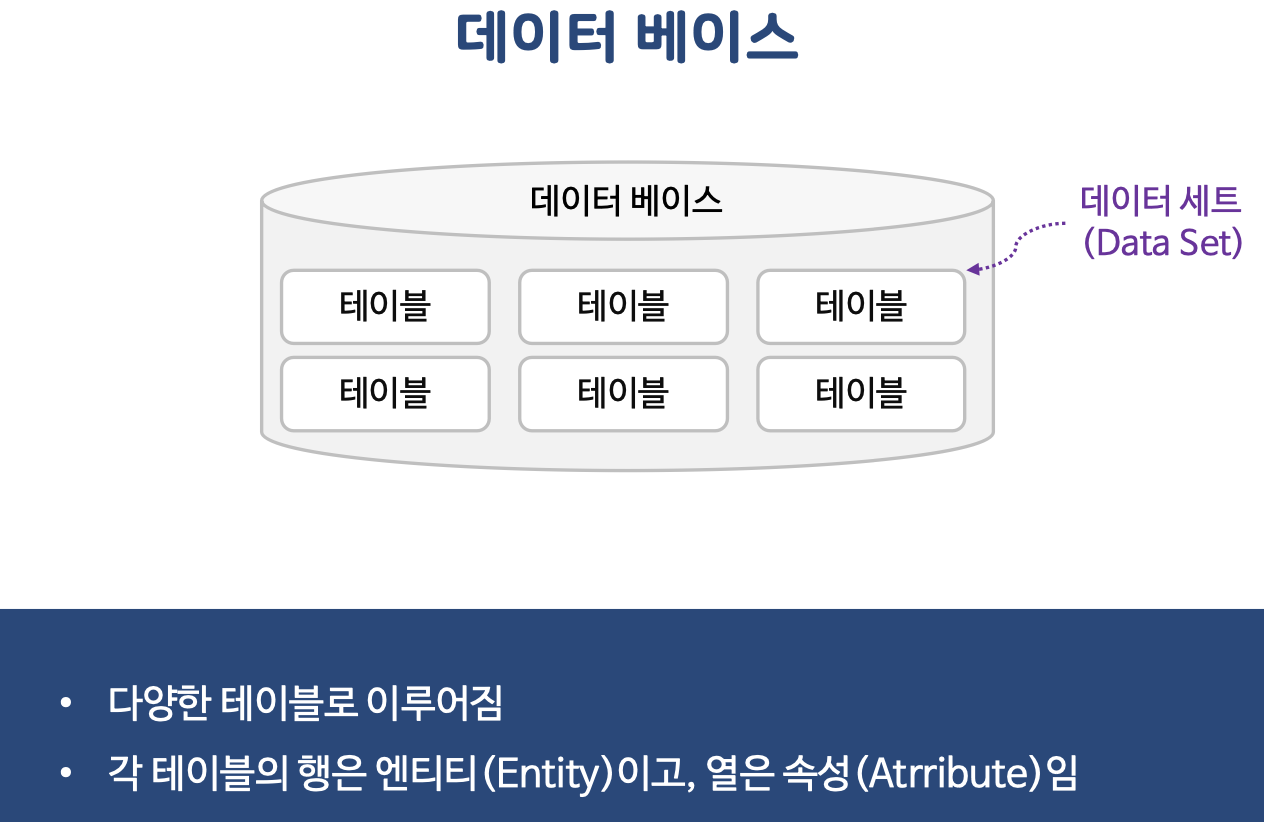 데이터 베이스
데이터 베이스
데이터 세트
(Data Set)
테이블 테이블 테이블
테이블 테이블 테이블
• 다양한 테이블로 이루어짐
• 각 테이블의 행은 엔티티(Entity)이고, 열은 속성(Atrribute)임